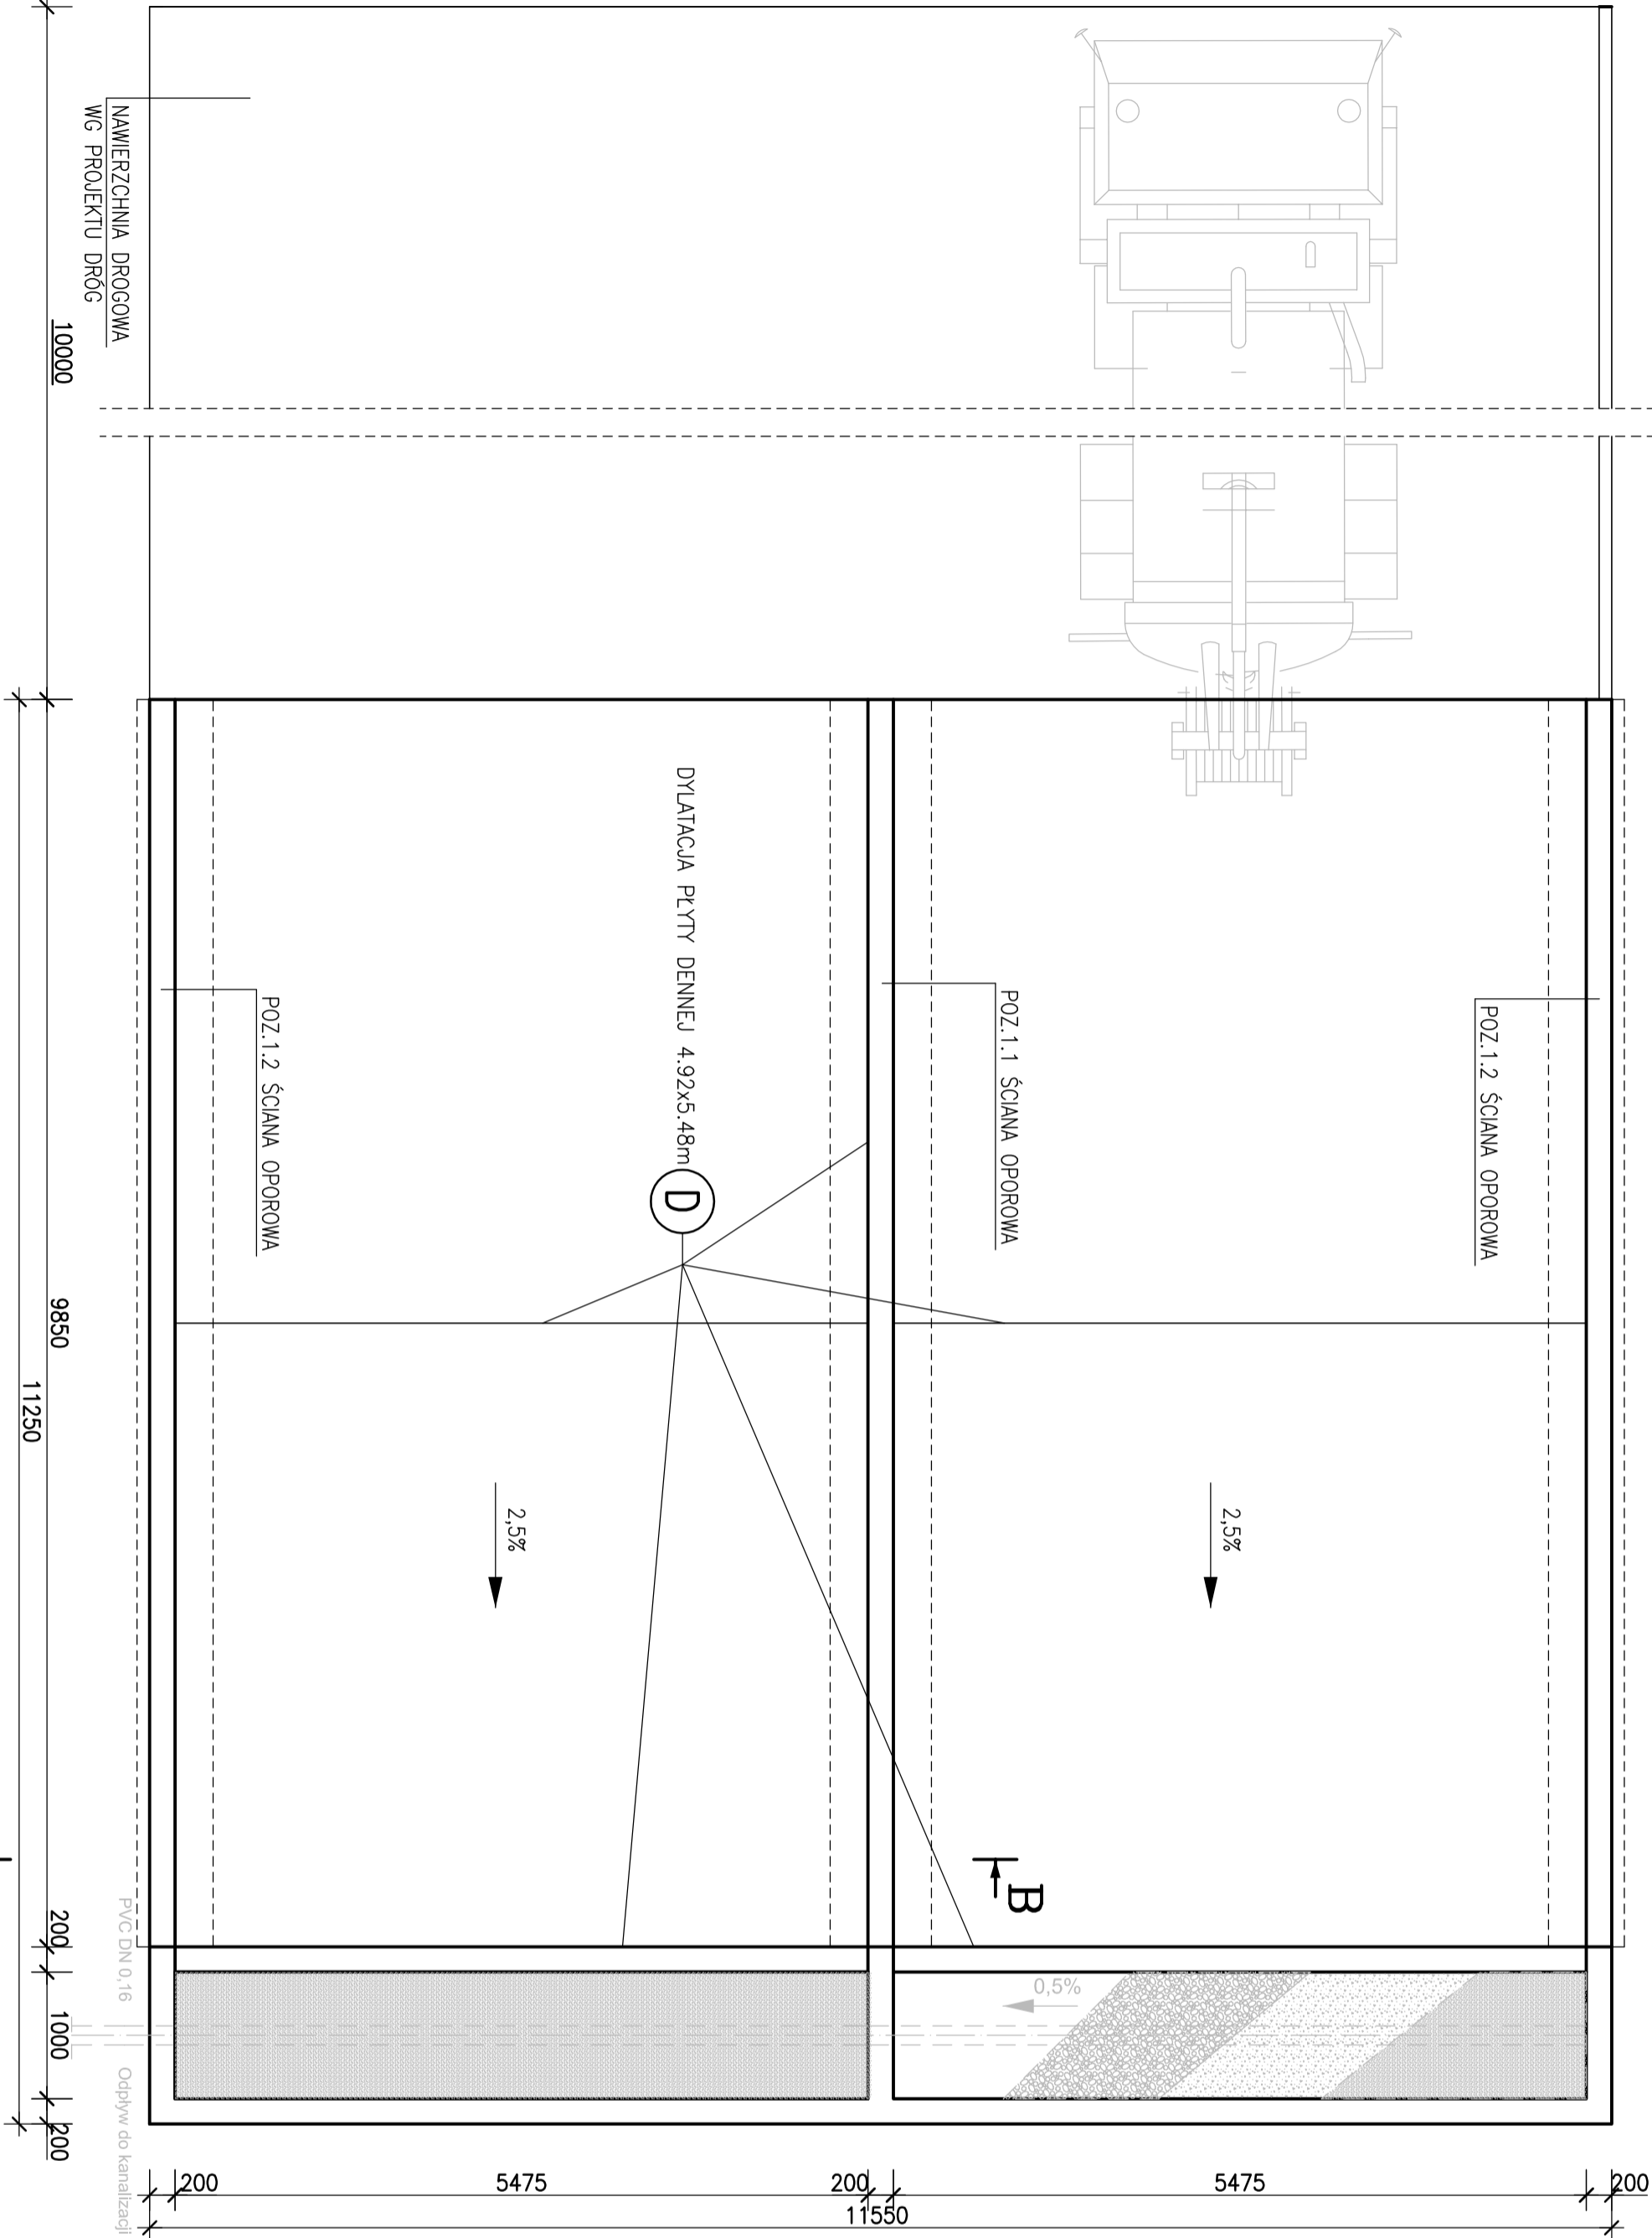 NAWIERZCHNIA DROGOWA
WG PROJEKTU DRÓG
10000
DYLATACJA PŁYTY DENNEJ 4.92x5.48m
D
POZ.1.2 ŚCIANA OPOROWA
POZ.1.1 ŚCIANA OPOROWA
POZ.1.2 ŚCIANA OPOROWA
9850
11250
2,5%
2,5%
B
0,5%
200
1000
200
PVC DN 0,16
Odpływ do kanalizacji
200
5475
200
5475
200
11550